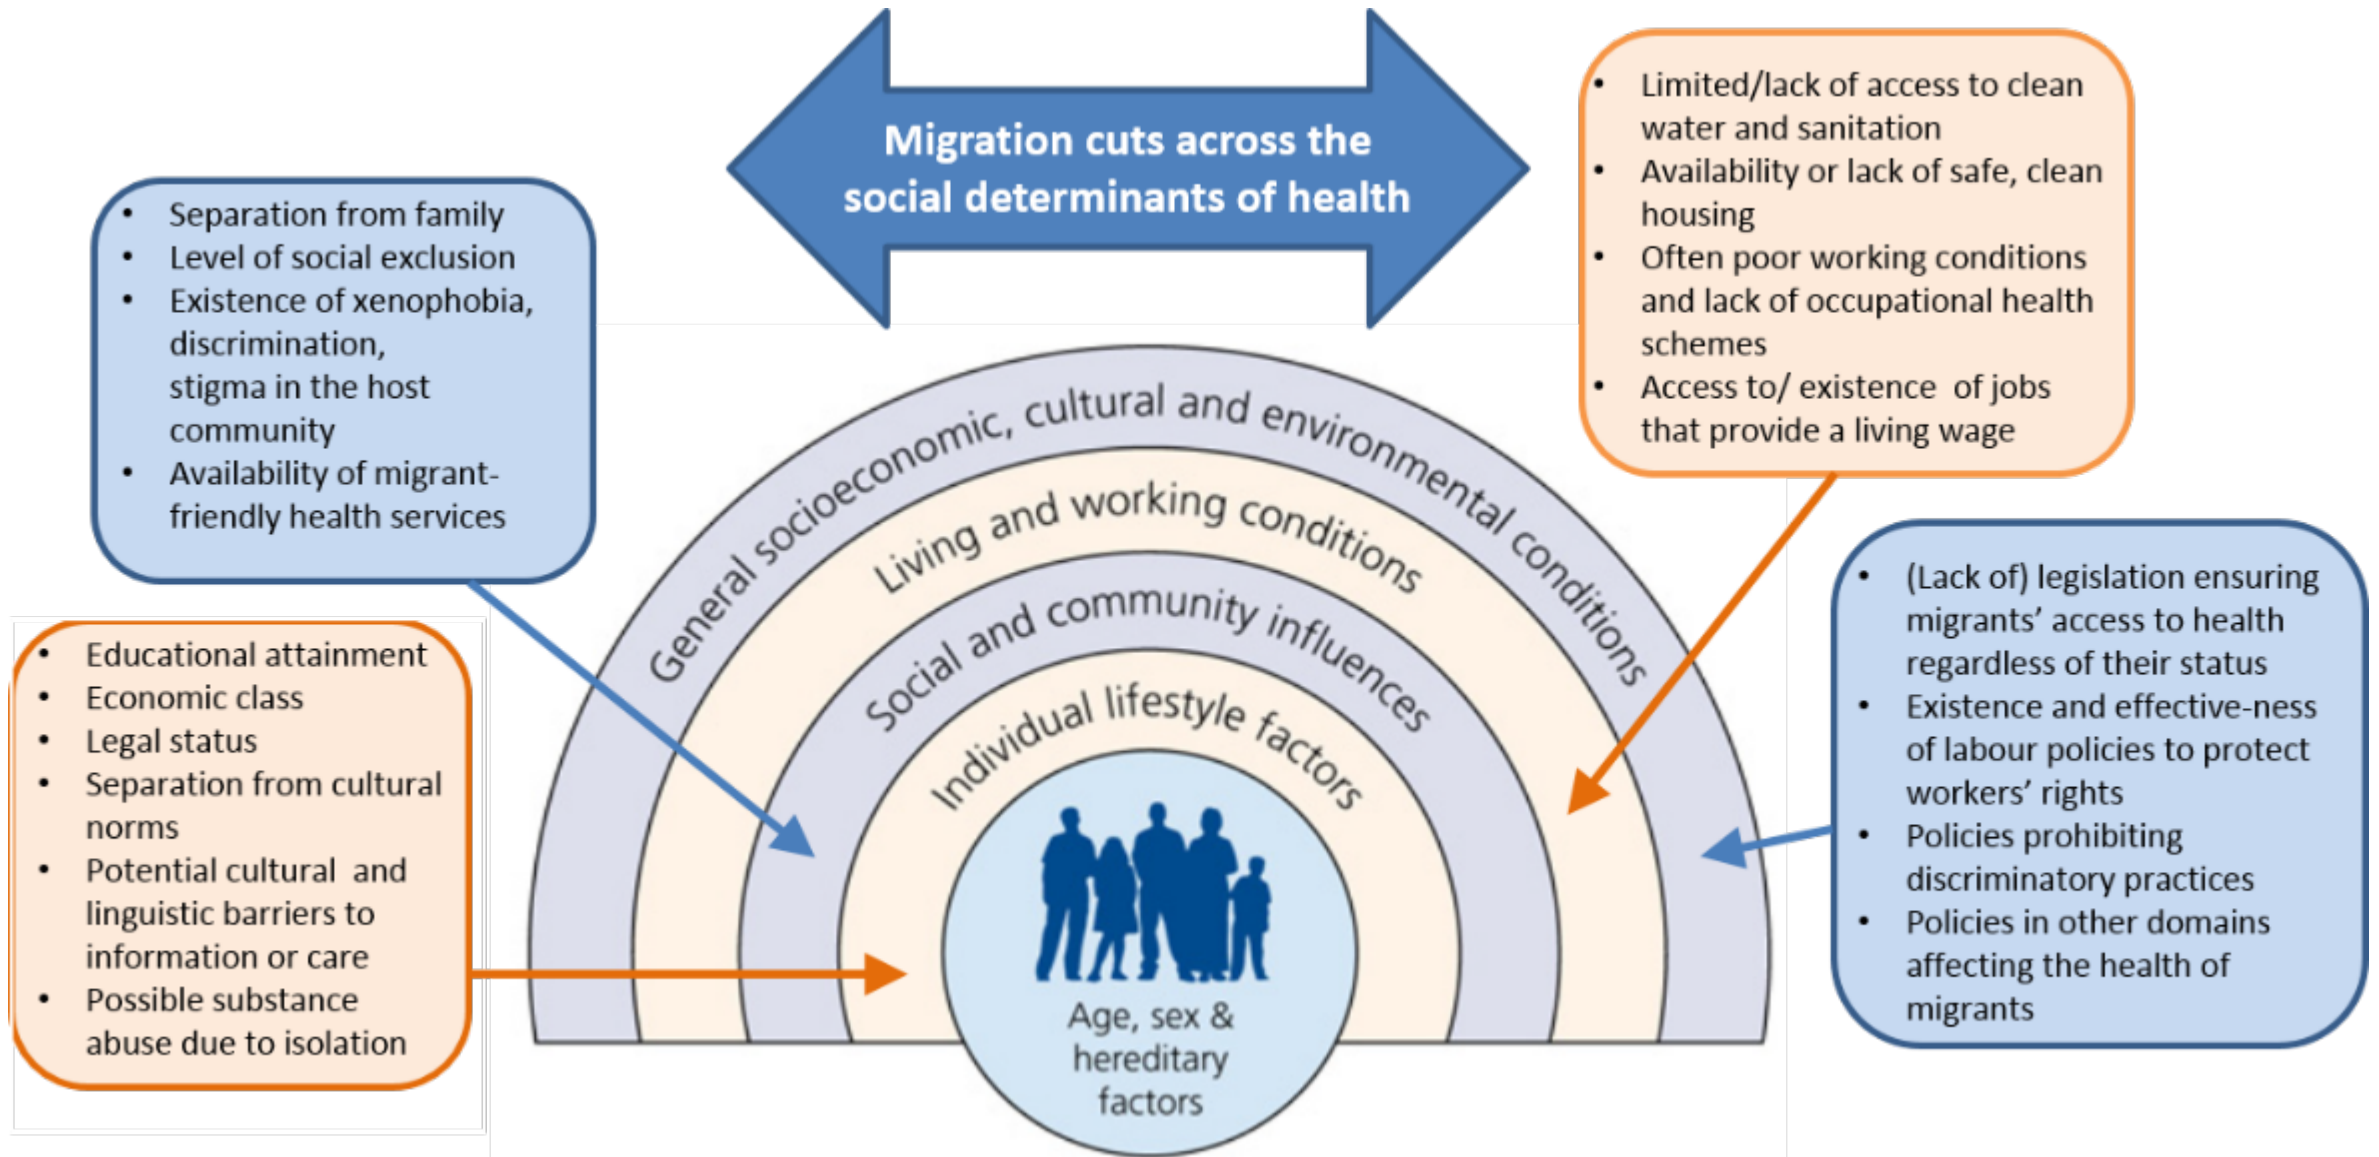 Migration cuts across the
social determinants of health
• Separation from family
• Level of social exclusion
• Existence of xenophobia,
discrimination,
stigma in the host
community
• Availability of migrant-
friendly health services
• Educational attainment
• Economic class
• Legal status
• Separation from cultural
norms
• Potential cultural and
linguistic barriers to
information or care
• Possible substance
abuse due to isolation
General socioeconomic, cultural and environmental conditions
Living and working conditions
Social and community influences
Individual lifestyle factors
Age, sex &
hereditary
factors
• Limited/lack of access to clean
water and sanitation
• Availability or lack of safe, clean
housing
• Often poor working conditions
and lack of occupational health
schemes
• Access to/ existence of jobs
that provide a living wage
• (Lack of) legislation ensuring
migrants’ access to health
regardless of their status
• Existence and effective-ness
of labour policies to protect
workers’ rights
• Policies prohibiting
discriminatory practices
• Policies in other domains
affecting the health of
migrants